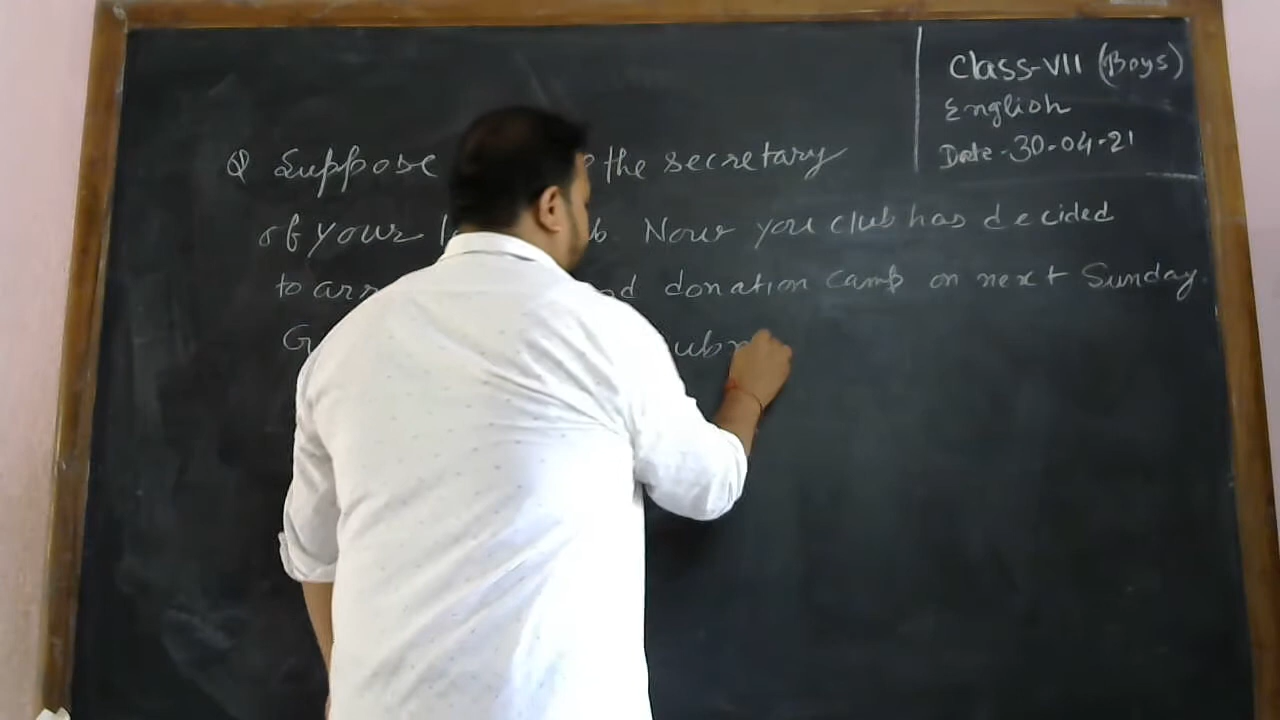 Class-VII (Boys)
English
Date-30-04-21
Q Suppose the secretary
of your Now you club has decided
to donation camp on next Sunday.